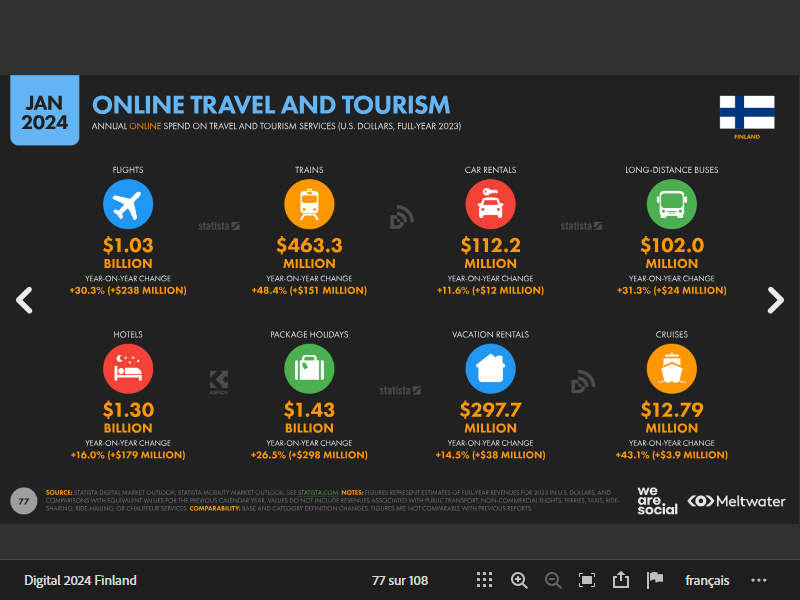 JAN
2024
ONLINE TRAVEL AND TOURISM
ANNUAL ONLINE SPEND ON TRAVEL AND TOURISM SERVICES (U.S. DOLLARS, FULL-YEAR 2023)
FINLAND
FLIGHTS
$1.03
BILLION
YEAR-ON-YEAR CHANGE
+30.3% (+$238 MILLION)
statista
TRAINS
$463.3
MILLION
YEAR-ON-YEAR CHANGE
+48.4% (+$151 MILLION)
CAR RENTALS
$112.2
MILLION
YEAR-ON-YEAR CHANGE
+11.6% (+$12 MILLION)
statista
LONG-DISTANCE BUSES
$102.0
MILLION
YEAR-ON-YEAR CHANGE
+31.3% (+$24 MILLION)
HOTELS
$1.30
BILLION
YEAR-ON-YEAR CHANGE
+16.0% (+$179 MILLION)
KEPIOS
PACKAGE HOLIDAYS
$1.43
BILLION
YEAR-ON-YEAR CHANGE
+26.5% (+$298 MILLION)
statista
VACATION RENTALS
$297.7
MILLION
YEAR-ON-YEAR CHANGE
+14.5% (+$38 MILLION)
CRUISES
$12.79
MILLION
YEAR-ON-YEAR CHANGE
+43.1% (+$3.9 MILLION)
77
SOURCE: STATISTA DIGITAL MARKET OUTLOOK; STATISTA MOBILITY MARKET OUTLOOK. SEE STATISTA.COM. NOTES: FIGURES REPRESENT ESTIMATES OF FULL-YEAR REVENUES FOR 2023 IN U.S. DOLLARS, AND
COMPARISONS WITH EQUIVALENT VALUES FOR THE PREVIOUS CALENDAR YEAR. VALUES DO NOT INCLUDE REVENUES ASSOCIATED WITH PUBLIC TRANSPORT, NON-COMMERCIAL FLIGHTS, FERRIES, TAXIS, RIDE-
SHARING, RIDE-HAILING, OR CHAUFFEUR SERVICES. COMPARABILITY: BASE AND CATEGORY DEFINITION CHANGES. FIGURES ARE NOT COMPARABLE WITH PREVIOUS REPORTS.
we
are.
social
Meltwater
Digital 2024 Finland
77 sur 108
français